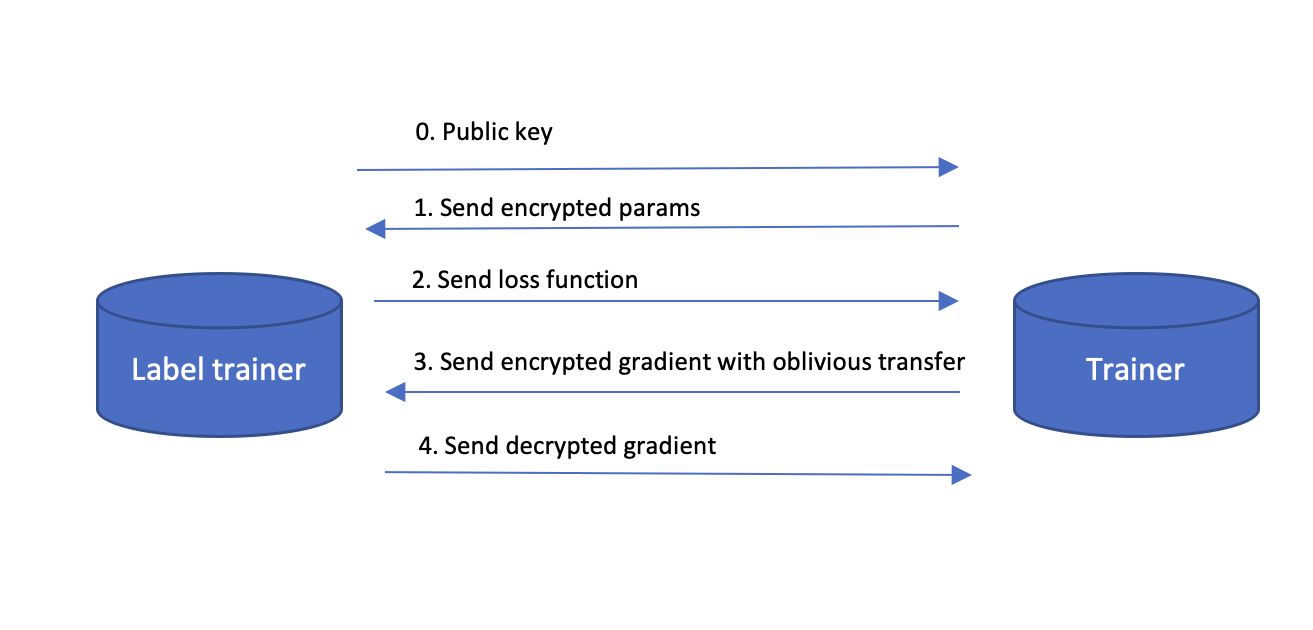 0. Public key
1. Send encrypted params
2. Send loss function
3. Send encrypted gradient with oblivious transfer
Label trainer
Trainer
4. Send decrypted gradient